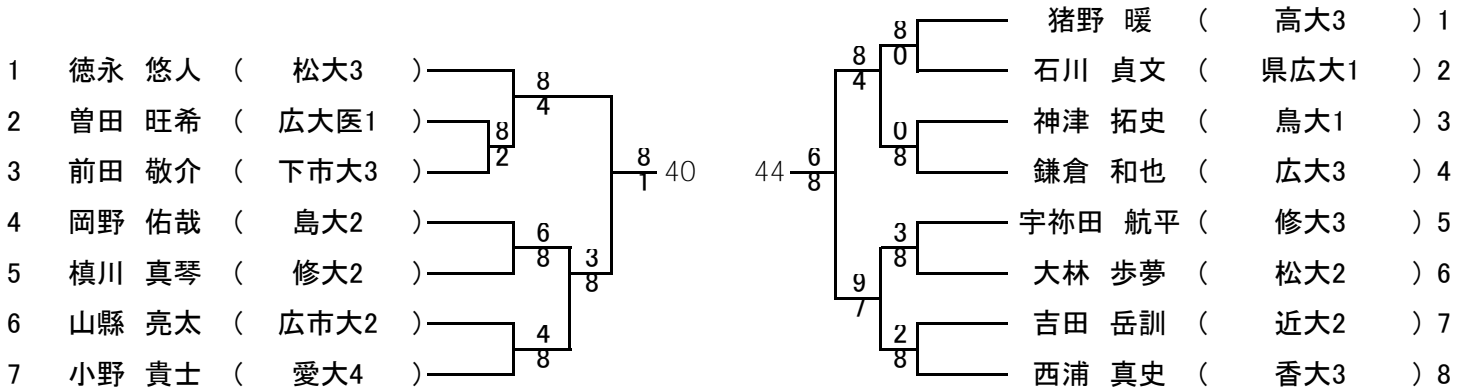 1 徳永 悠人 ( 松大3 )
2 曽田 旺希 ( 広大医1 )
3 前田 敬介 ( 下市大3 )
4 岡野 佑哉 ( 島大2 )
5 槙川 真琴 ( 修大2 )
6 山縣 亮太 ( 広市大2 )
7 小野 貴士 ( 愛大4 )
8
4
8
2
6
8
4
8
3
8
8
1
40
44
6
8
8
4
9
7
8
0
0
8
3
8
2
8
猪野 暖 ( 高大3 ) 1
石川 貞文 ( 県広大1 ) 2
神津 拓史 ( 鳥大1 ) 3
鎌倉 和也 ( 広大3 ) 4
宇祢田 航平 ( 修大3 ) 5
大林 歩夢 ( 松大2 ) 6
吉田 岳訓 ( 近大2 ) 7
西浦 真史 ( 香大3 ) 8